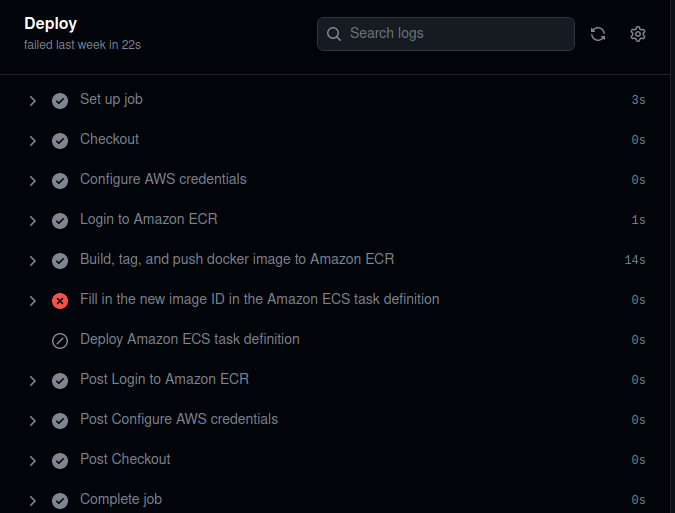 Deploy
failed last week in 22s
Search logs
Set up job 3s
Checkout 0s
Configure AWS credentials 0s
Login to Amazon ECR 1s
Build, tag, and push docker image to Amazon ECR 14s
Fill in the new image ID in the Amazon ECS task definition 0s
Deploy Amazon ECS task definition 0s
Post Login to Amazon ECR 0s
Post Configure AWS credentials 0s
Post Checkout 0s
Complete job 0s